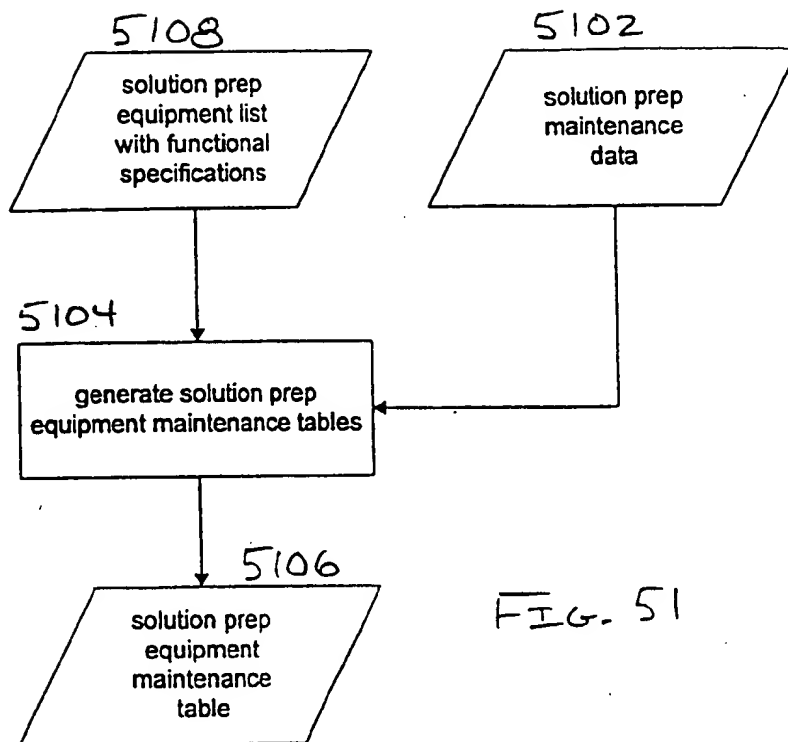 5108
solution prep
equipment list
with functional
specifications
5102
solution prep
maintenance
data
5104
generate solution prep
equipment maintenance tables
5106
solution prep
equipment
maintenance
table
FIG. 51